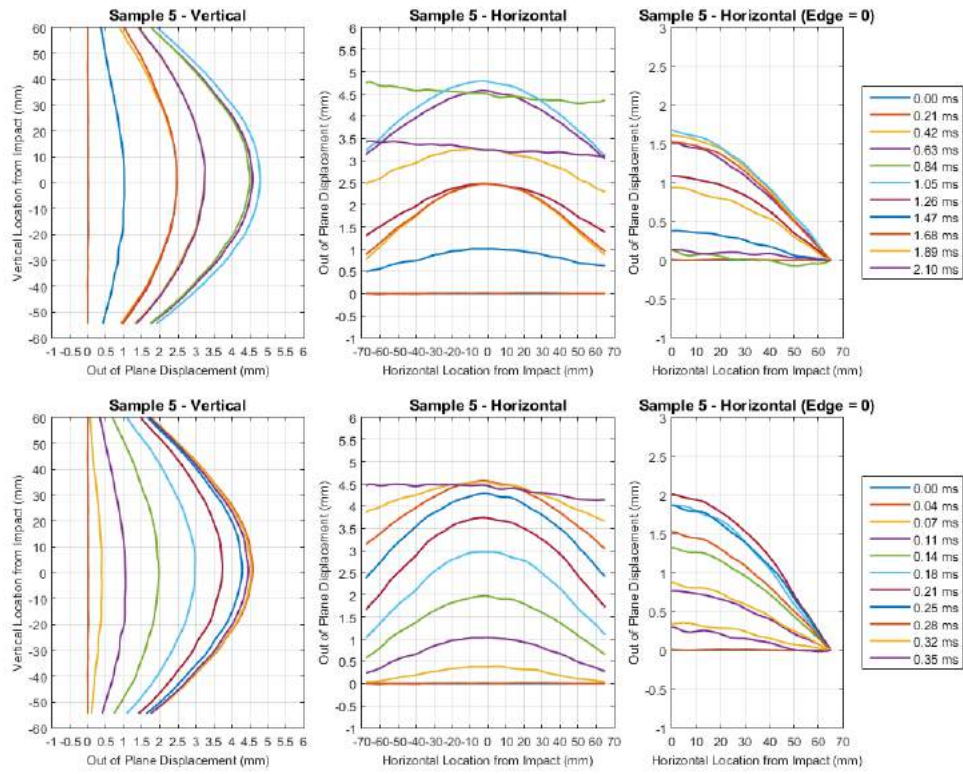 Sample 5 - Vertical
60
50
40
30
20
10
0
-10
-20
-30
-40
-50
-60
Vertical Location from Impact (mm)
-1 -0.5 0 0.5 1 1.5 2 2.5 3 3.5 4 4.5 5 5.5 6
Out of Plane Displacement (mm)
Sample 5 - Horizontal
6
5.5
5
4.5
4
3.5
3
2.5
2
1.5
1
0.5
0
-0.5
-1
Out of Plane Displacement (mm)
-70-60-50-40-30-20-10 0 10 20 30 40 50 60 70
Horizontal Location from Impact (mm)
Sample 5 - Horizontal (Edge = 0)
3
2.5
2
1.5
1
0.5
0
-0.5
-1
Out of Plane Displacement (mm)
0 10 20 30 40 50 60 70
Horizontal Location from Impact (mm)
0.00 ms
0.21 ms
0.42 ms
0.63 ms
0.84 ms
1.05 ms
1.26 ms
1.47 ms
1.68 ms
1.89 ms
2.10 ms
Sample 5 - Vertical
60
50
40
30
20
10
0
-10
-20
-30
-40
-50
-60
Vertical Location from Impact (mm)
-1 -0.5 0 0.5 1 1.5 2 2.5 3 3.5 4 4.5 5 5.5 6
Out of Plane Displacement (mm)
Sample 5 - Horizontal
6
5.5
5
4.5
4
3.5
3
2.5
2
1.5
1
0.5
0
-0.5
-1
Out of Plane Displacement (mm)
-70-60-50-40-30-20-10 0 10 20 30 40 50 60 70
Horizontal Location from Impact (mm)
Sample 5 - Horizontal (Edge = 0)
3
2.5
2
1.5
1
0.5
0
-0.5
-1
Out of Plane Displacement (mm)
0 10 20 30 40 50 60 70
Horizontal Location from Impact (mm)
0.00 ms
0.04 ms
0.07 ms
0.11 ms
0.14 ms
0.18 ms
0.21 ms
0.25 ms
0.28 ms
0.32 ms
0.35 ms